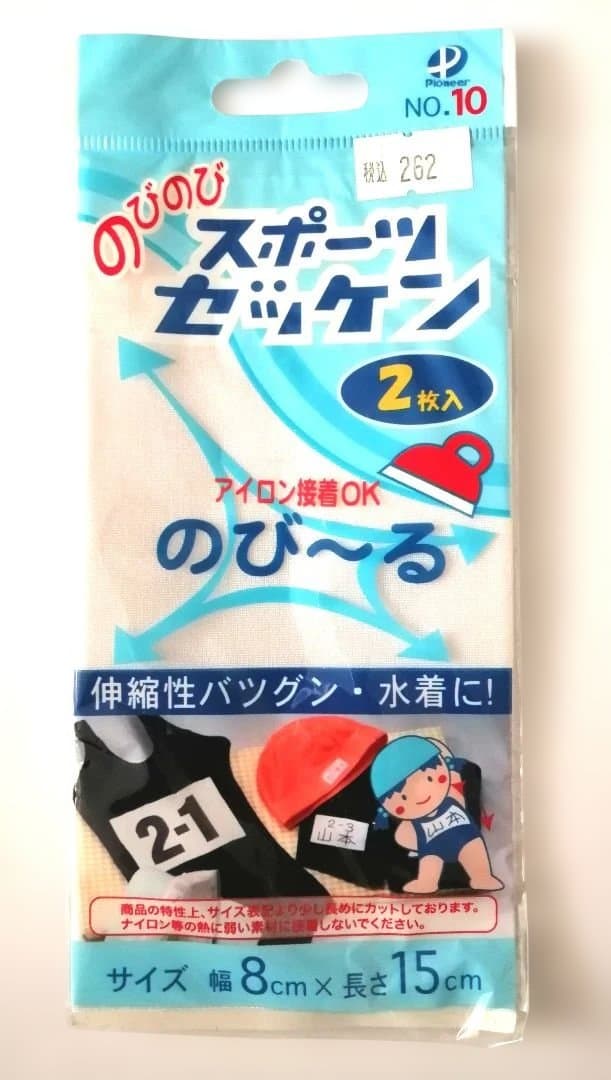 Pioneer
NO.10
税込 262
のびのび
スポーツ
ゼッケン
2枚入
アイロン接着OK
のび〜る
伸縮性バツグン・水着に!
2-1
2-3
山本
山本
商品の特性上、サイズ表記より少し長めにカットしております。
ナイロン等の熱に弱い素材に接着しないでください。
サイズ 幅8cm×長さ15cm